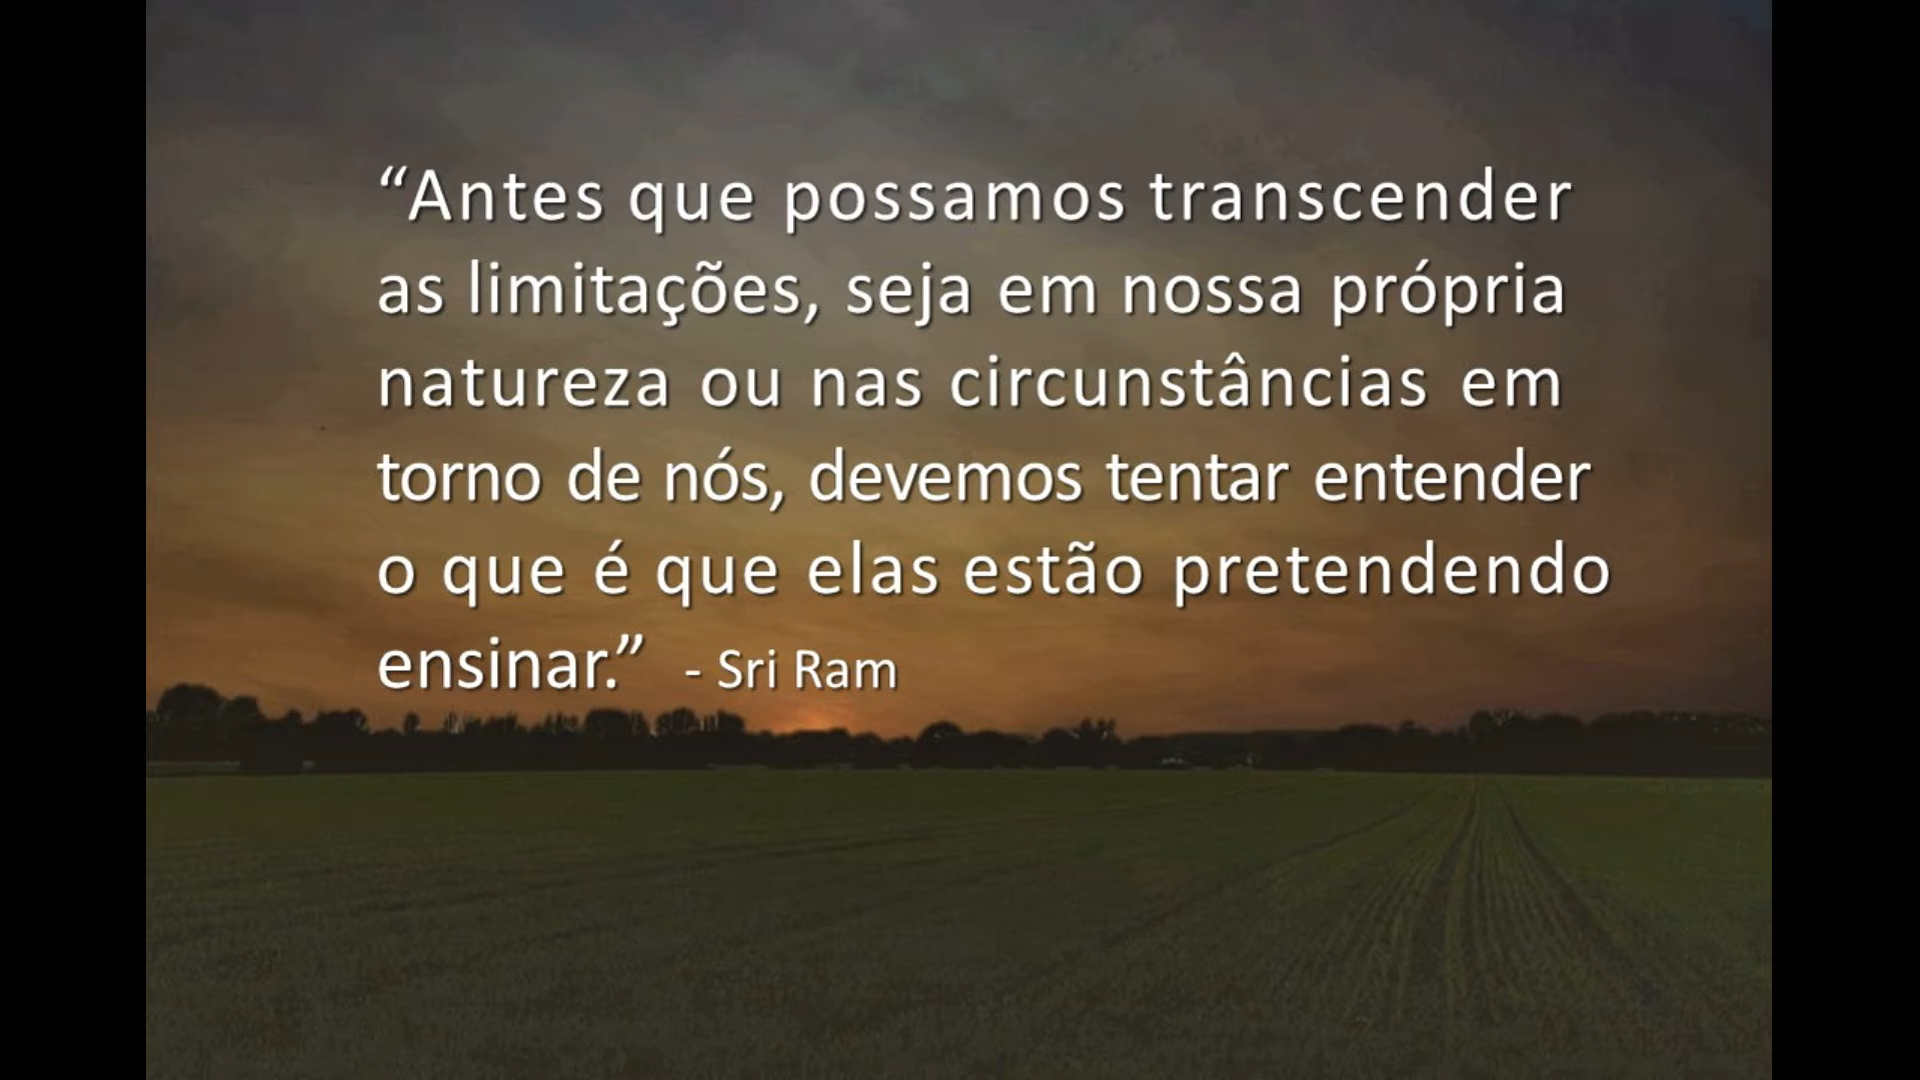 “Antes que possamos transcender
as limitações, seja em nossa própria
natureza ou nas circunstâncias em
torno de nós, devemos tentar entender
o que é que elas estão pretendendo
ensinar.” - Sri Ram